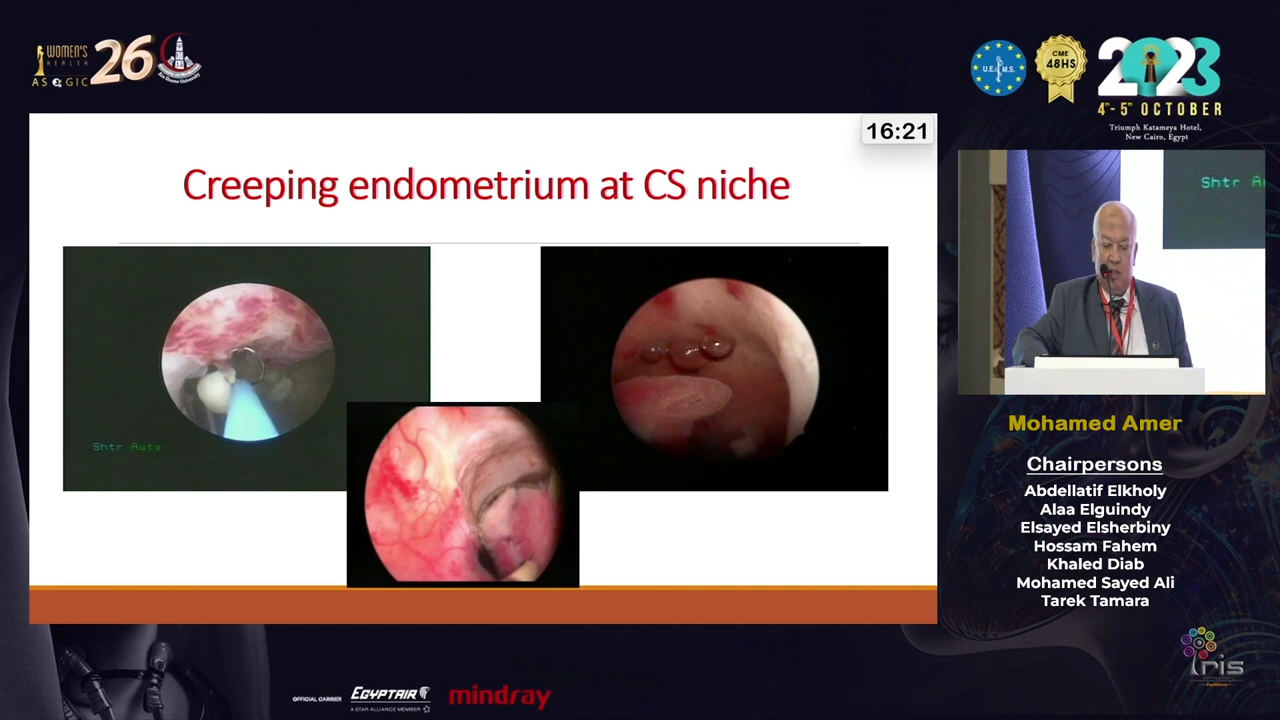 WOMEN'S
HEALTH
ASOGIC
26
U.E.M.S.
CME
48HS
2023
4th - 5th OCTOBER
Triumph Katameya Hotel,
New Cairo, Egypt
16:21
Creeping endometrium at CS niche
Shtr Auto
Shtr A
Mohamed Amer
Chairpersons
Abdellatif Elkholy
Alaa Elguindy
Elsayed Elsherbiny
Hossam Fahem
Khaled Diab
Mohamed Sayed Ali
Tarek Tamara
OFFICIAL CARRIER
EGYPTAIR
A STAR ALLIANCE MEMBER
mindray
Iris